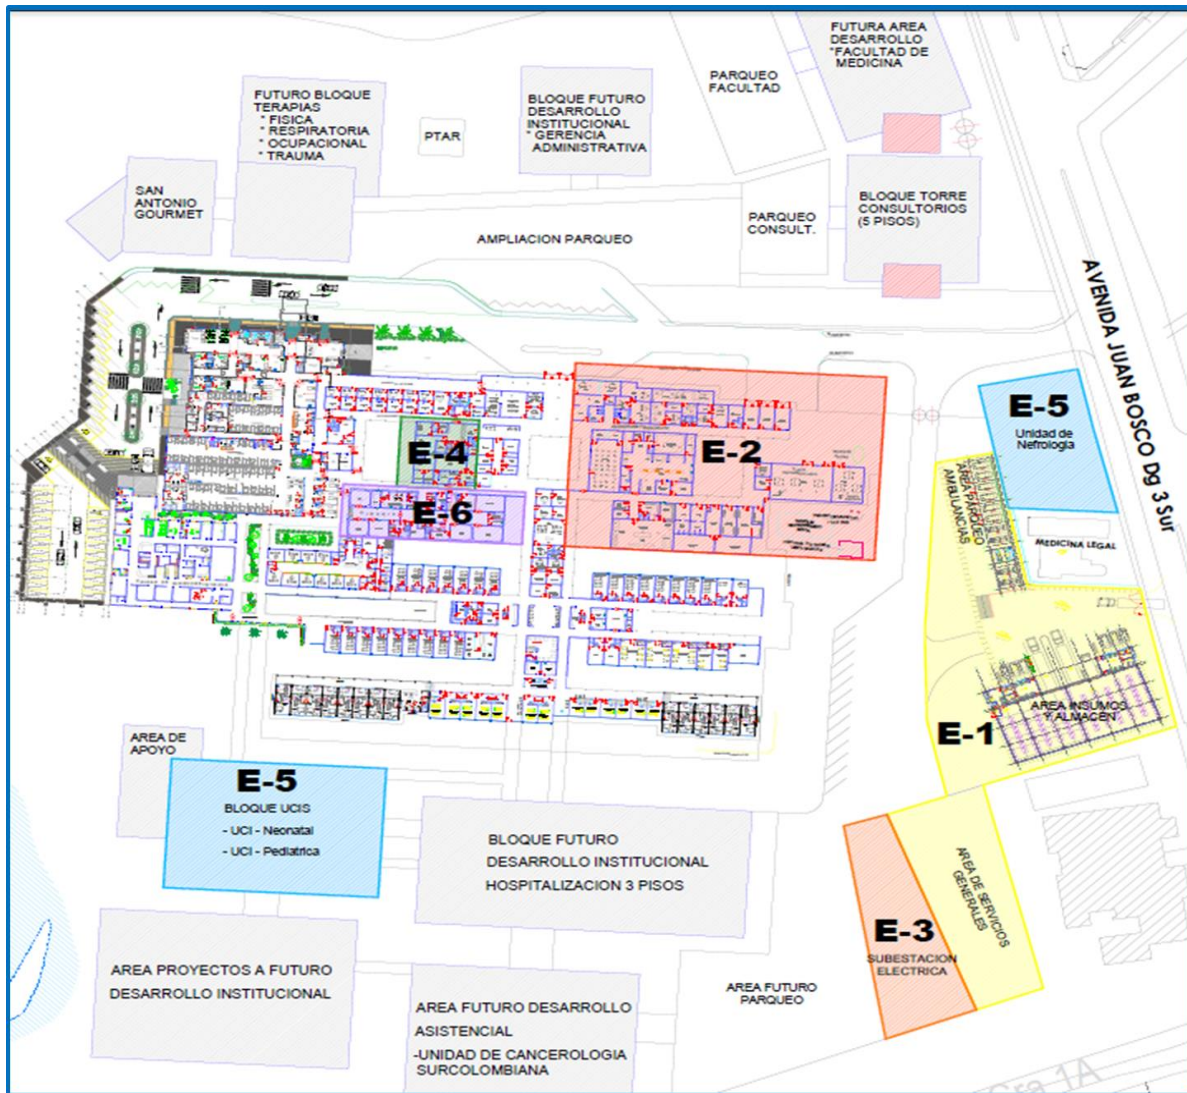 FUTURA AREA
DESARROLLO
*FACULTAD DE
MEDICINA
PARQUEO
FACULTAD
FUTURO BLOQUE
TERAPIAS
* FISICA
* RESPIRATORIA
* OCUPACIONAL
* TRAUMA
PTAR
BLOQUE FUTURO
DESARROLLO
INSTITUCIONAL
* GERENCIA
ADMINISTRATIVA
SAN
ANTONIO
GOURMET
BLOQUE TORRE
CONSULTORIOS
(5 PISOS)
PARQUEO
CONSULT.
AMPLIACION PARQUEO
AVENIDA JUAN BOSCO Dg 3 Sur
E-5
Unidad de
Nefrologia
E-4
E-2
E-6
AREA PARQUEO
AMBULANCIAS
MEDICINA LEGAL
AREA INSUMOS
Y ALMACEN
E-1
AREA DE
APOYO
E-5
BLOQUE UCIS
- UCI - Neonatal
- UCI - Pediatrica
BLOQUE FUTURO
DESARROLLO INSTITUCIONAL
HOSPITALIZACION 3 PISOS
AREA DE SERVICIOS
GENERALES
E-3
SUBESTACION
ELECTRICA
AREA PROYECTOS A FUTURO
DESARROLLO INSTITUCIONAL
AREA FUTURO
PARQUEO
AREA FUTURO DESARROLLO
ASISTENCIAL
-UNIDAD DE CANCEROLOGIA
SURCOLOMBIANA
Cra 1A